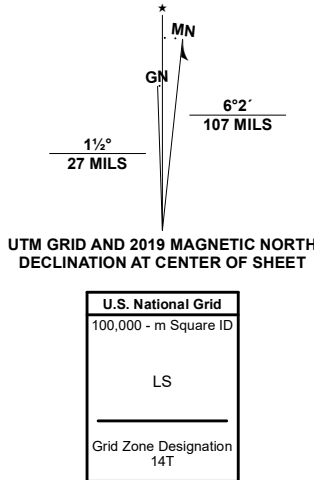 ★
MN
GN
6°2´
107 MILS
1½°
27 MILS
UTM GRID AND 2019 MAGNETIC NORTH
DECLINATION AT CENTER OF SHEET
U.S. National Grid
100,000 - m Square ID
LS
Grid Zone Designation
14T